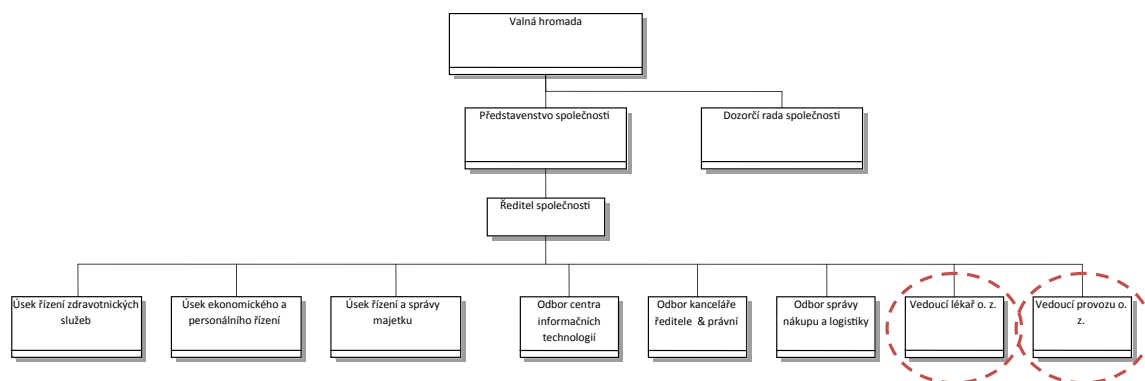 Valná hromada
Představenstvo společnosti
Dozorčí rada společnosti
Ředitel společnosti
Úsek řízení zdravotnických
služeb
Úsek ekonomického a
personálního řízení
Úsek řízení a správy
majetku
Odbor centra
informačních
technologií
Odbor kanceláře
ředitele & právní
Odbor správy
nákupu a logistiky
Vedoucí lékař o. z.
Vedoucí provozu o.
z.